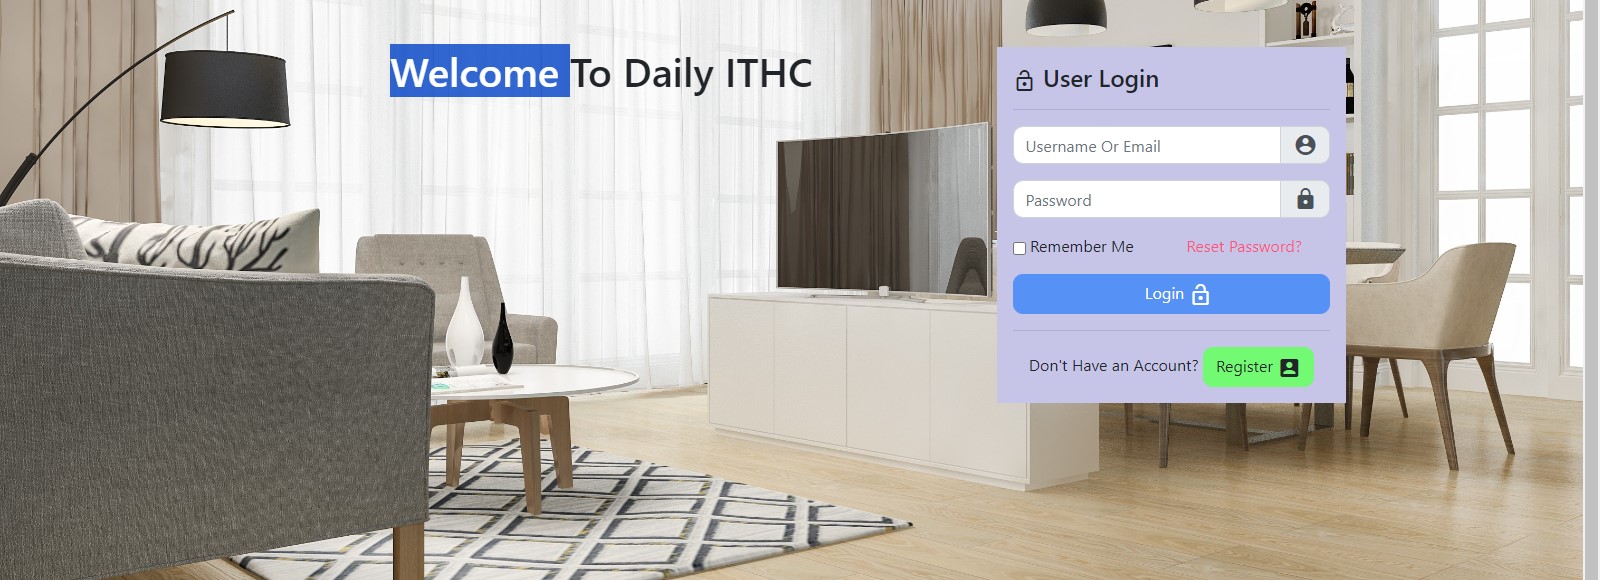 Welcome To Daily ITHC
User Login
Username Or Email
Password
Remember Me
Reset Password?
Login
Don't Have an Account?
Register